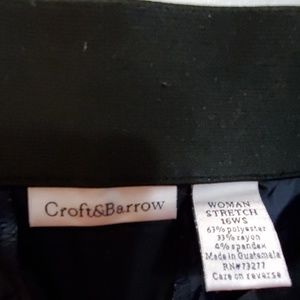 Croft&Barrow
WOMAN
STRETCH
16WS
63% polyester
33% rayon
4% spandex
Made in Guatemala
RN#73277
Care on reverse